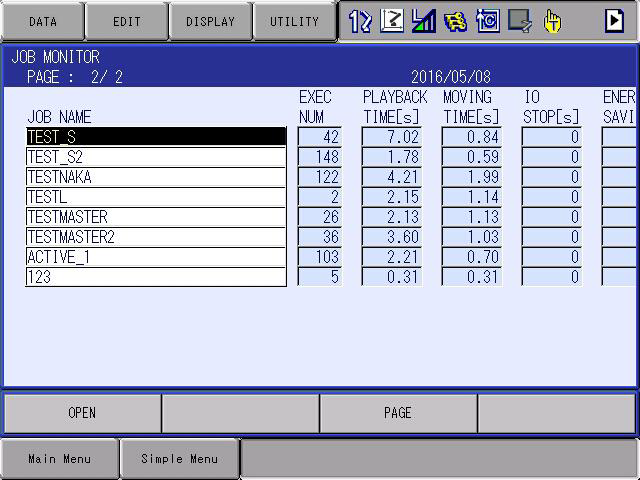 DATA EDIT DISPLAY UTILITY
JOB MONITOR
PAGE : 2/ 2 2016/05/08
EXEC PLAYBACK MOVING IO ENER
JOB NAME NUM TIME[s] TIME[s] STOP[s] SAVI
TEST_S 42 7.02 0.84 0
TEST_S2 148 1.78 0.59 0
TESTNAKA 122 4.21 1.99 0
TESTL 2 2.15 1.14 0
TESTMASTER 26 2.13 1.13 0
TESTMASTER2 36 3.60 1.03 0
ACTIVE_1 103 2.21 0.70 0
123 5 0.31 0.31 0
OPEN PAGE
Main Menu Simple Menu